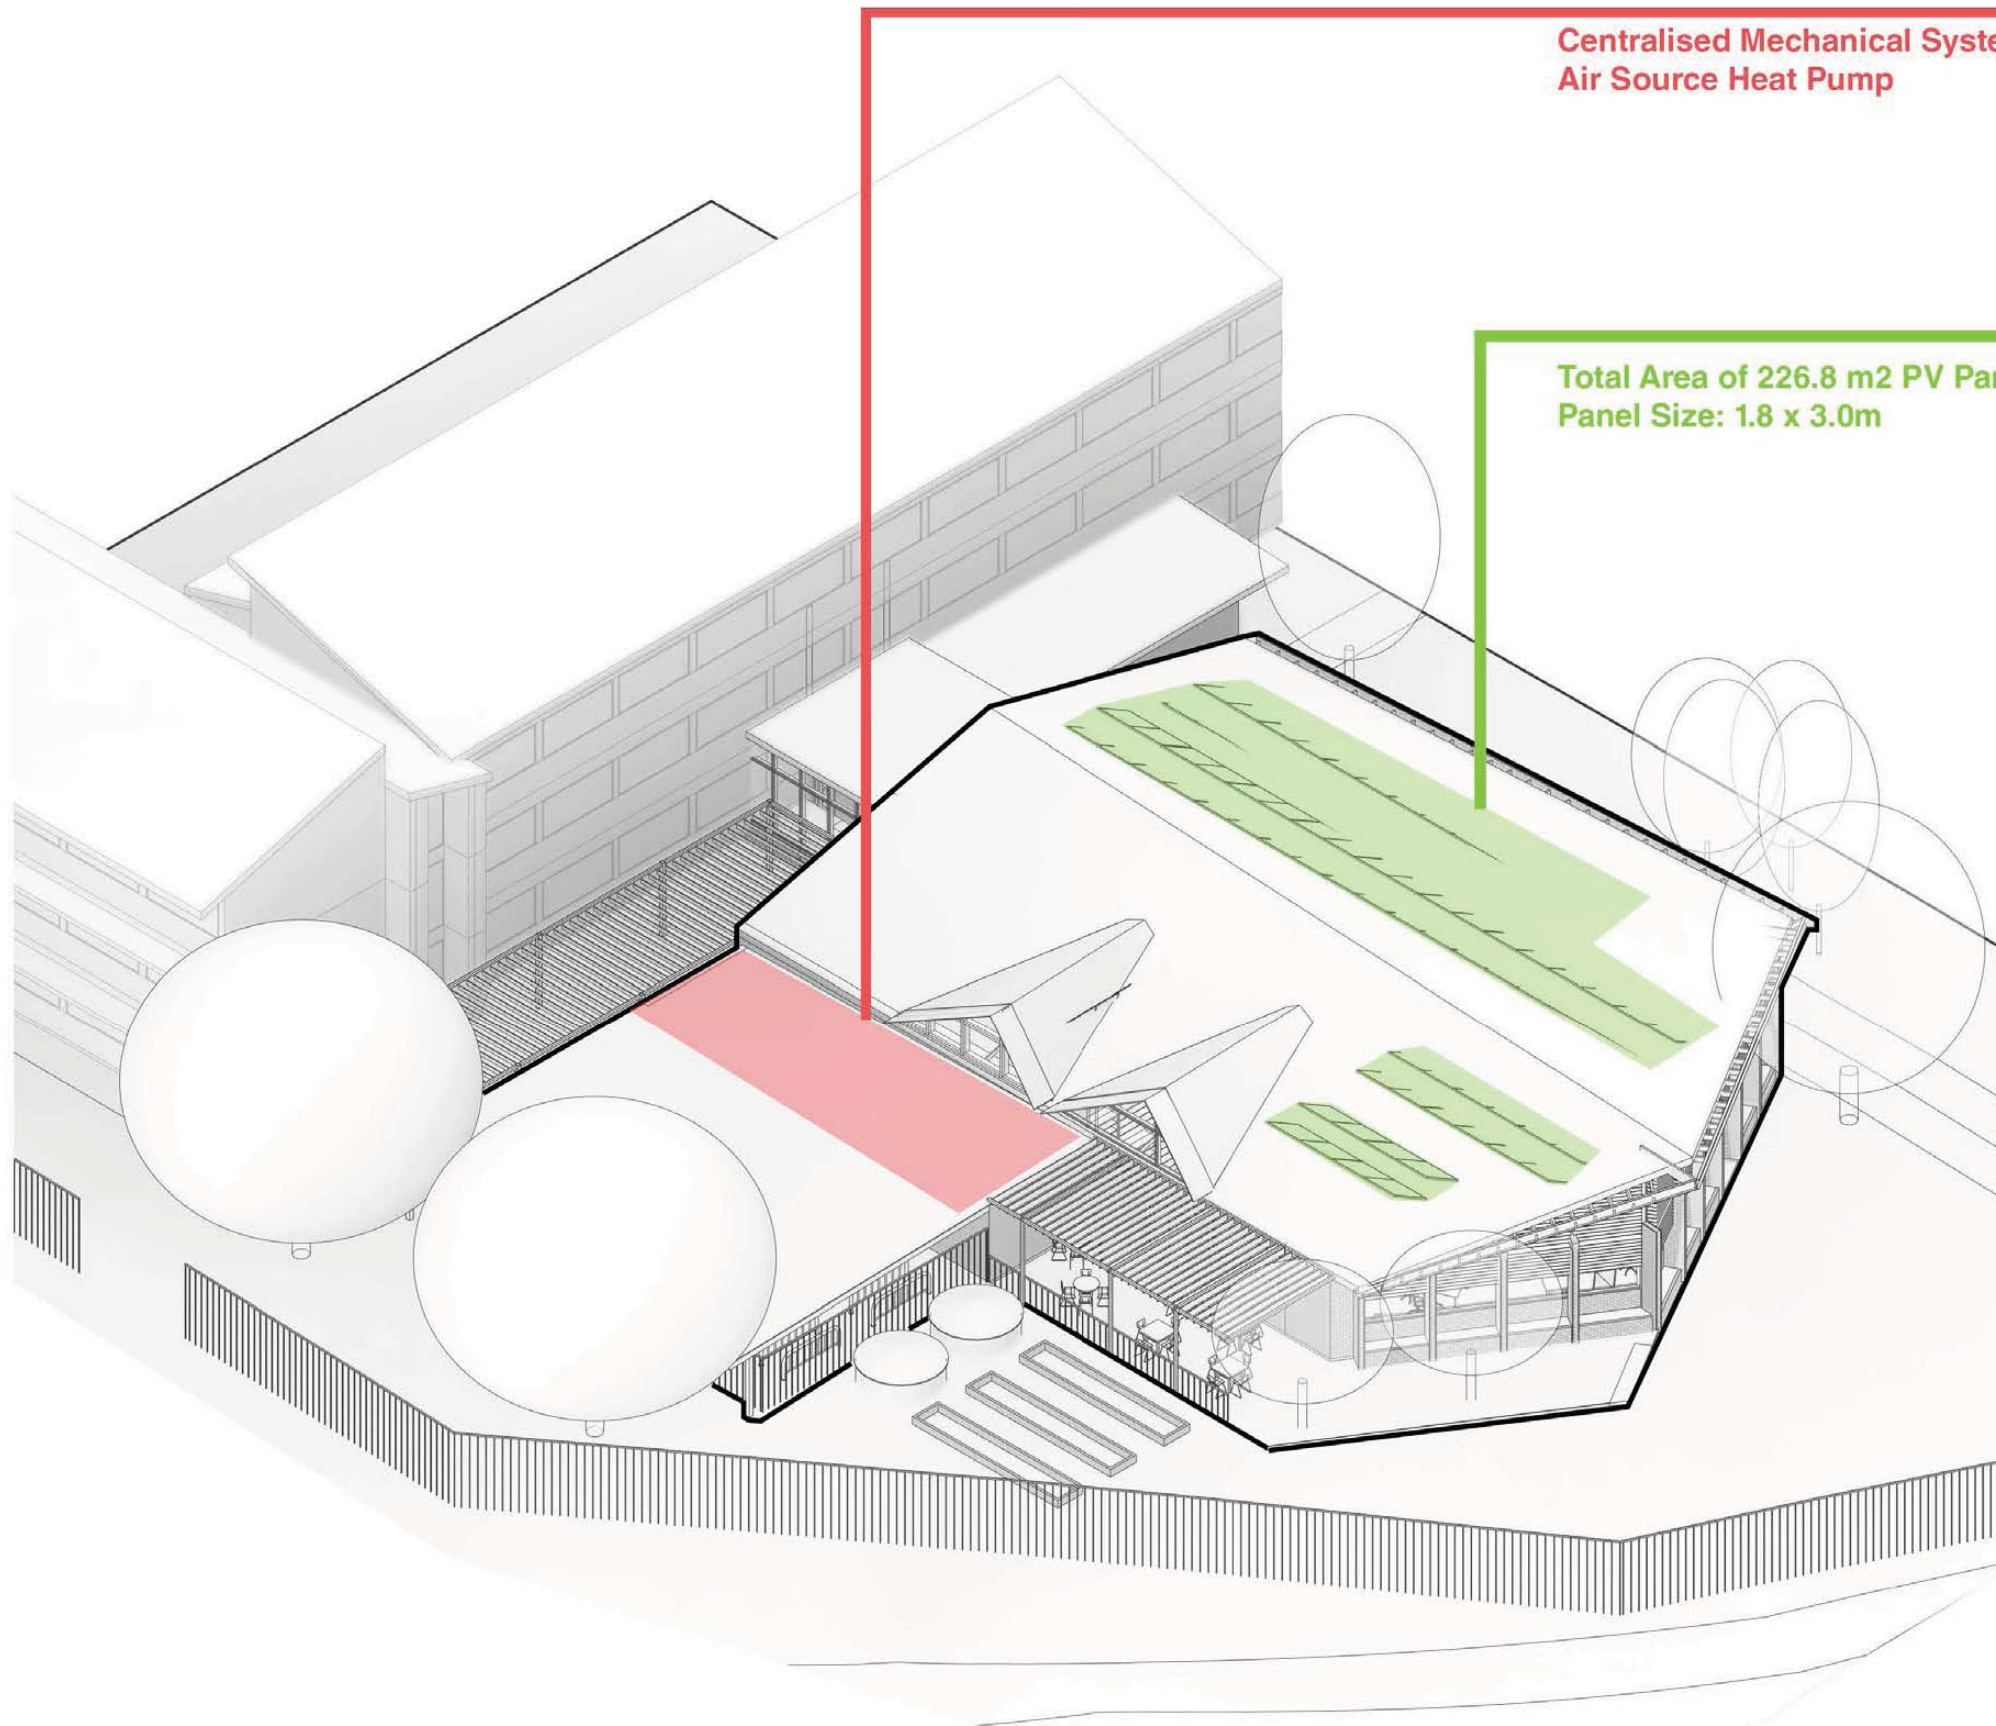 Centralised Mechanical Syste
Air Source Heat Pump
Total Area of 226.8 m2 PV Pan
Panel Size: 1.8 x 3.0m